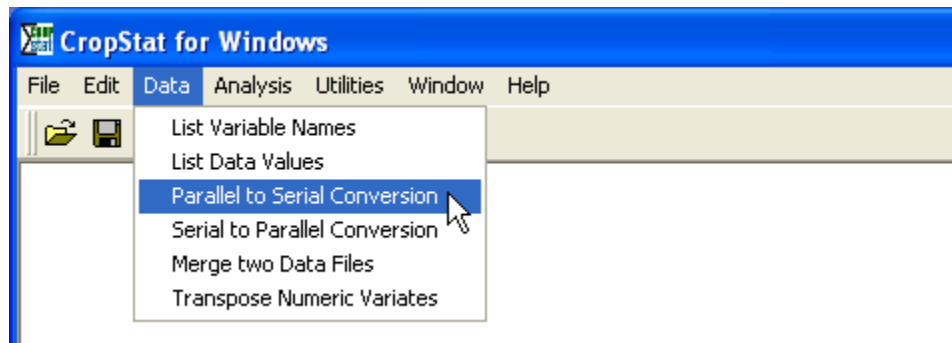 CropStat for Windows
File Edit Data Analysis Utilities Window Help
List Variable Names
List Data Values
Parallel to Serial Conversion
Serial to Parallel Conversion
Merge two Data Files
Transpose Numeric Variates